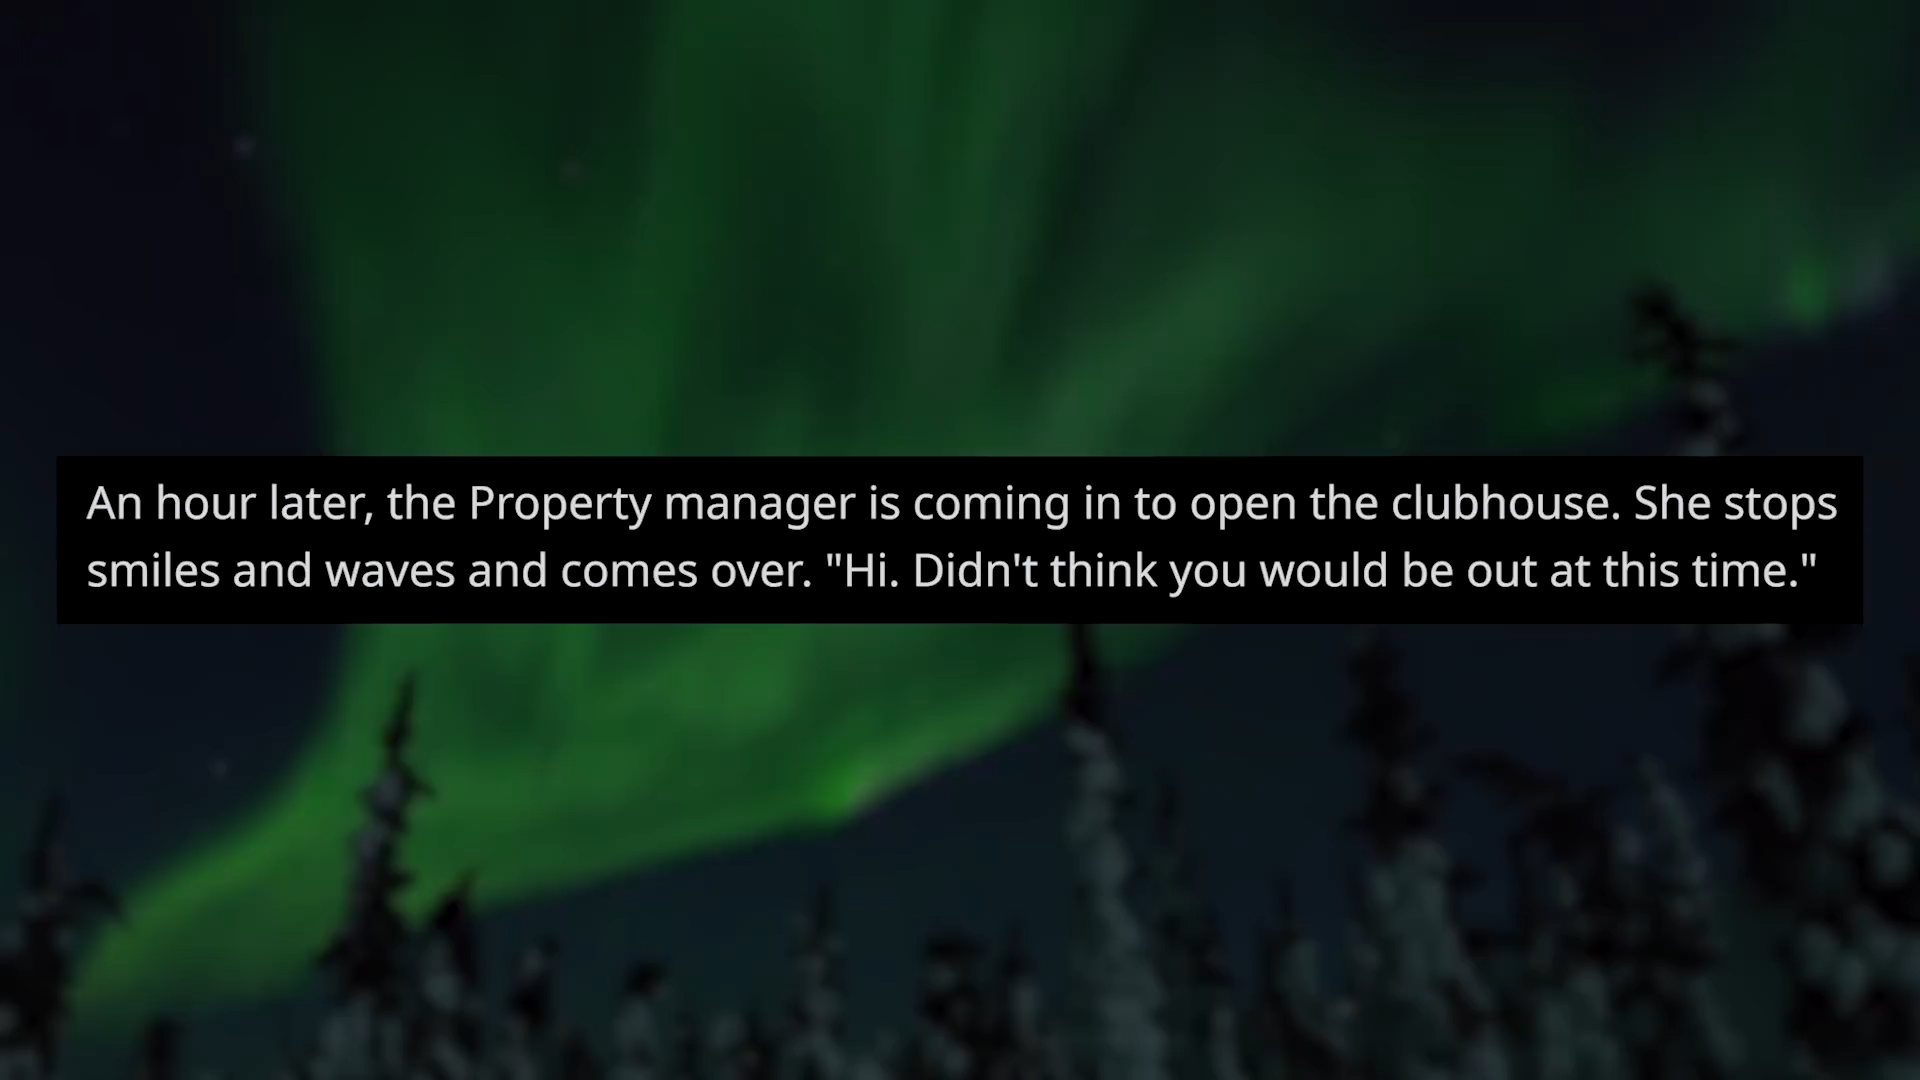 An hour later, the Property manager is coming in to open the clubhouse. She stops
smiles and waves and comes over. "Hi. Didn't think you would be out at this time."